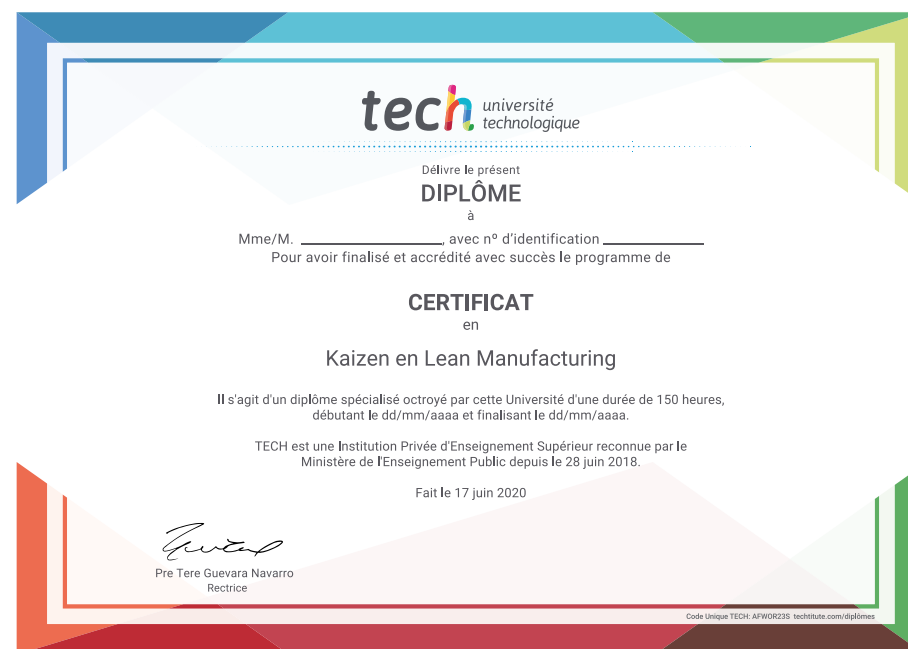 tech université
technologique
Délivre le présent
DIPLÔME
à
Mme/M. ____________________, avec nº d'identification ______________
Pour avoir finalisé et accrédité avec succès le programme de
CERTIFICAT
en
Kaizen en Lean Manufacturing
Il s'agit d'un diplôme spécialisé octroyé par cette Université d'une durée de 150 heures,
débutant le dd/mm/aaaa et finalisant le dd/mm/aaaa.
TECH est une Institution Privée d'Enseignement Supérieur reconnue par le
Ministère de l'Enseignement Public depuis le 28 juin 2018.
Fait le 17 juin 2020
Pre Tere Guevara Navarro
Rectrice
Code Unique TECH: AFWOR23S techtitute.com/diplômes